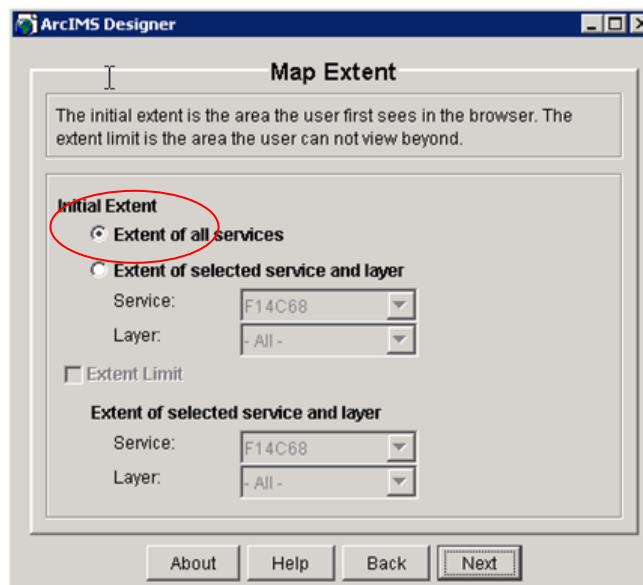 ArcIMS Designer
Map Extent
The initial extent is the area the user first sees in the browser. The
extent limit is the area the user can not view beyond.
Initial Extent
Extent of all services
Extent of selected service and layer
Service: F14C68
Layer: - All -
Extent Limit
Extent of selected service and layer
Service: F14C68
Layer: - All -
About Help Back Next